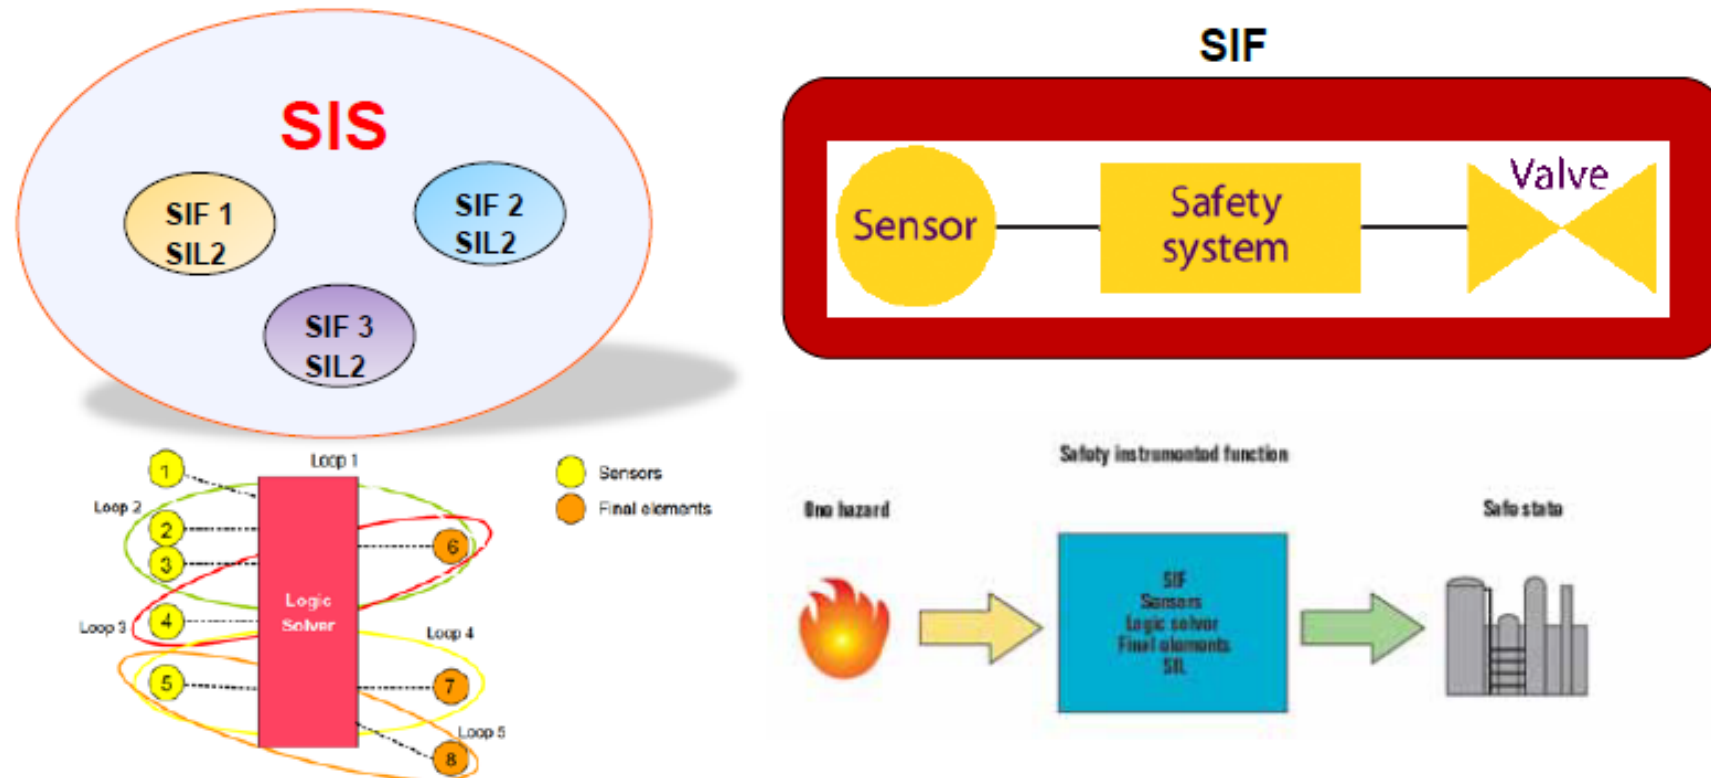 SIS
SIF 1
SIL2
SIF 2
SIL2
SIF 3
SIL2
SIF
Sensor
Safety
system
Valve
Loop 1
Loop 2
Loop 3
Loop 4
Loop 5
1
2
3
4
5
6
7
8
Logic
Solver
Sensors
Final elements
Safety instrumented function
One hazard
SIF
Sensors
Logic solver
Final elements
SIL
Safe state